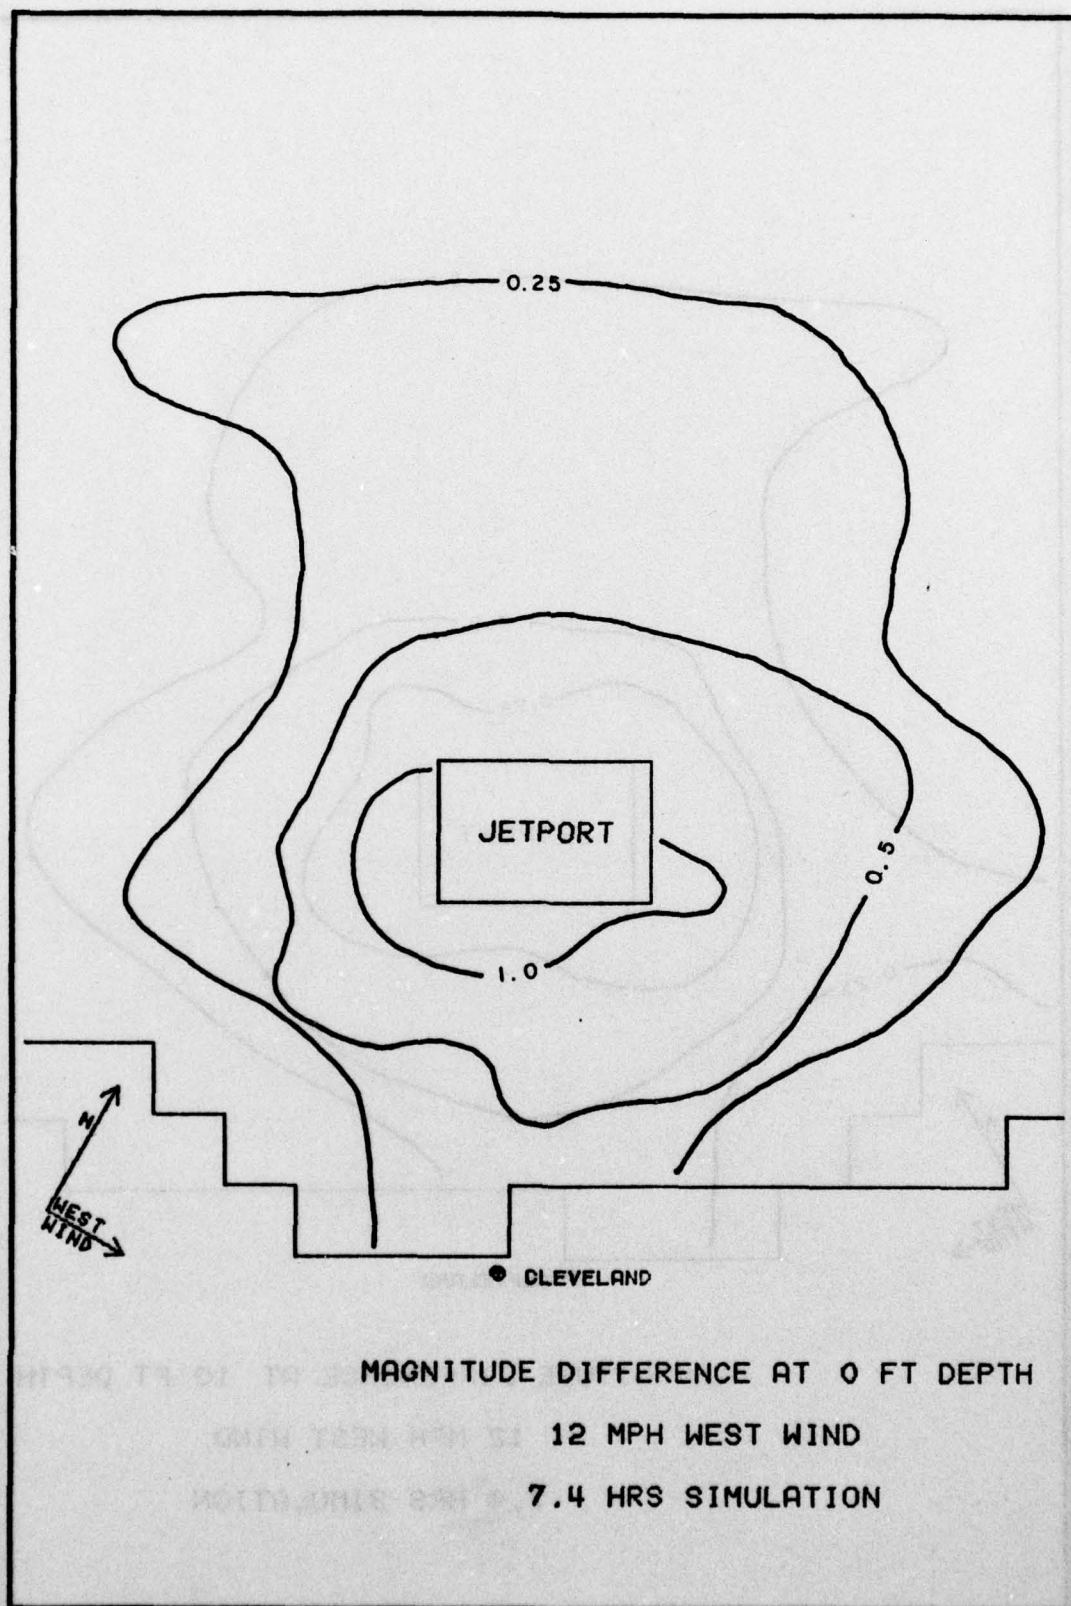 0.25
JETPORT
0.5
1.0
N
WEST
WIND
CLEVELAND
MAGNITUDE DIFFERENCE AT 0 FT DEPTH
12 MPH WEST WIND
7.4 HRS SIMULATION